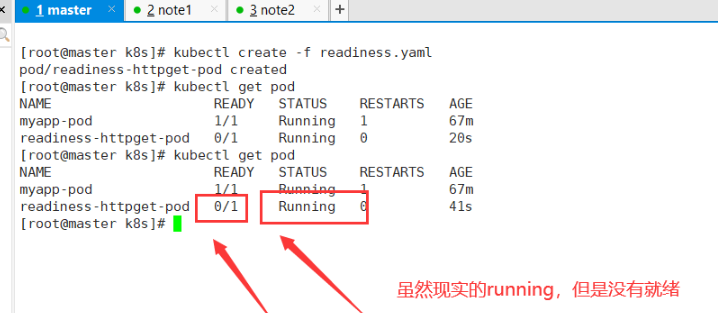 1 master × 2 note1 × 3 note2 × +
[root@master k8s]# kubectl create -f readiness.yaml
pod/readiness-httpget-pod created
[root@master k8s]# kubectl get pod
NAME READY STATUS RESTARTS AGE
myapp-pod 1/1 Running 1 67m
readiness-httpget-pod 0/1 Running 0 20s
[root@master k8s]# kubectl get pod
NAME READY STATUS RESTARTS AGE
myapp-pod 1/1 Running 1 67m
readiness-httpget-pod 0/1 Running 0 41s
[root@master k8s]#
虽然现实的running，但是没有就绪